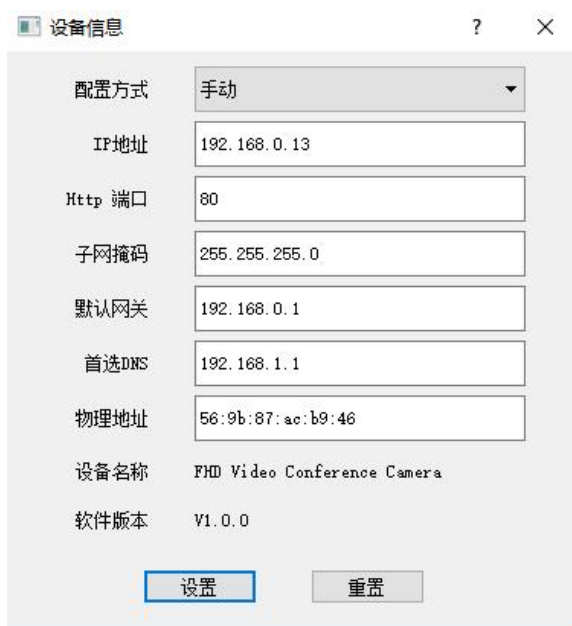 设备信息 ?
配置方式 手动
IP地址 192.168.0.13
Http 端口 80
子网掩码 255.255.255.0
默认网关 192.168.0.1
首选DNS 192.168.1.1
物理地址 56:9b:87:ac:b9:46
设备名称 FHD Video Conference Camera
软件版本 V1.0.0
设置 重置